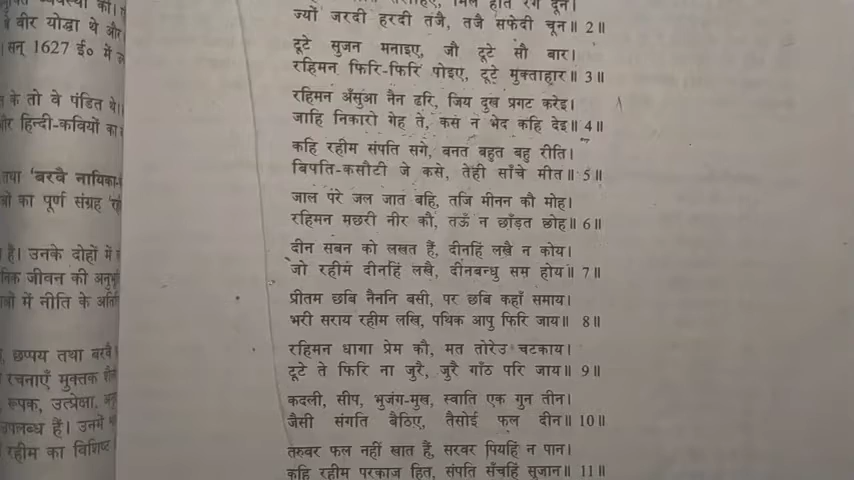 व्यवस्था की।
वीर योद्धा थे और
सन् 1627 ई० में
के तो वे पंडित थे।
और हिन्दी-कवियों का
तथा 'बरवै नायिका-
का पूर्ण संग्रह
हैं। उनके दोहों में
जीवन की
में नीति के
छप्पय तथा बरवै
रचनाएँ मुक्तक
रूपक, उत्प्रेक्षा,
उपलब्ध हैं। उनमें
रहीम का विशिष्ट
मिले होत रंग दून।
ज्यों जरदी हरदी तजै, तजै सफेदी चून॥ 2॥
टूटे सुजन मनाइए, जौ टूटे सौ बार।
रहिमन फिरि-फिरि पोइए, टूटे मुक्ताहार॥ 3॥
रहिमन अँसुआ नैन ढरि, जिय दुख प्रगट करेइ।
जाहि निकारो गेह ते, कस न भेद कहि देइ॥ 4॥
कहि रहीम संपति सगे, बनत बहुत बहु रीति।
बिपति-कसौटी जे कसे, तेही साँचे मीत॥ 5॥
जाल परे जल जात बहि, तजि मीनन कौ मोह।
रहिमन मछरी नीर कौ, तऊँ न छाँड़त छोह॥ 6॥
दीन सबन को लखत हैं, दीनहिं लखै न कोय।
जो रहीम दीनहिं लखै, दीनबन्धु सम होय॥ 7॥
प्रीतम छबि नैननि बसी, पर छबि कहाँ समाय।
भरी सराय रहीम लखि, पथिक आपु फिरि जाय॥ 8॥
रहिमन धागा प्रेम कौ, मत तोरेउ चटकाय।
टूटे ते फिरि ना जुरै, जुरै गाँठ परि जाय॥ 9॥
कदली, सीप, भुजंग-मुख, स्वाति एक गुन तीन।
जैसी संगति बैठिए, तैसोई फल दीन॥ 10॥
तरुवर फल नहीं खात हैं, सरवर पियहिं न पान।
कहि रहीम परकाज हित, संपति सँचहिं सुजान॥ 11॥